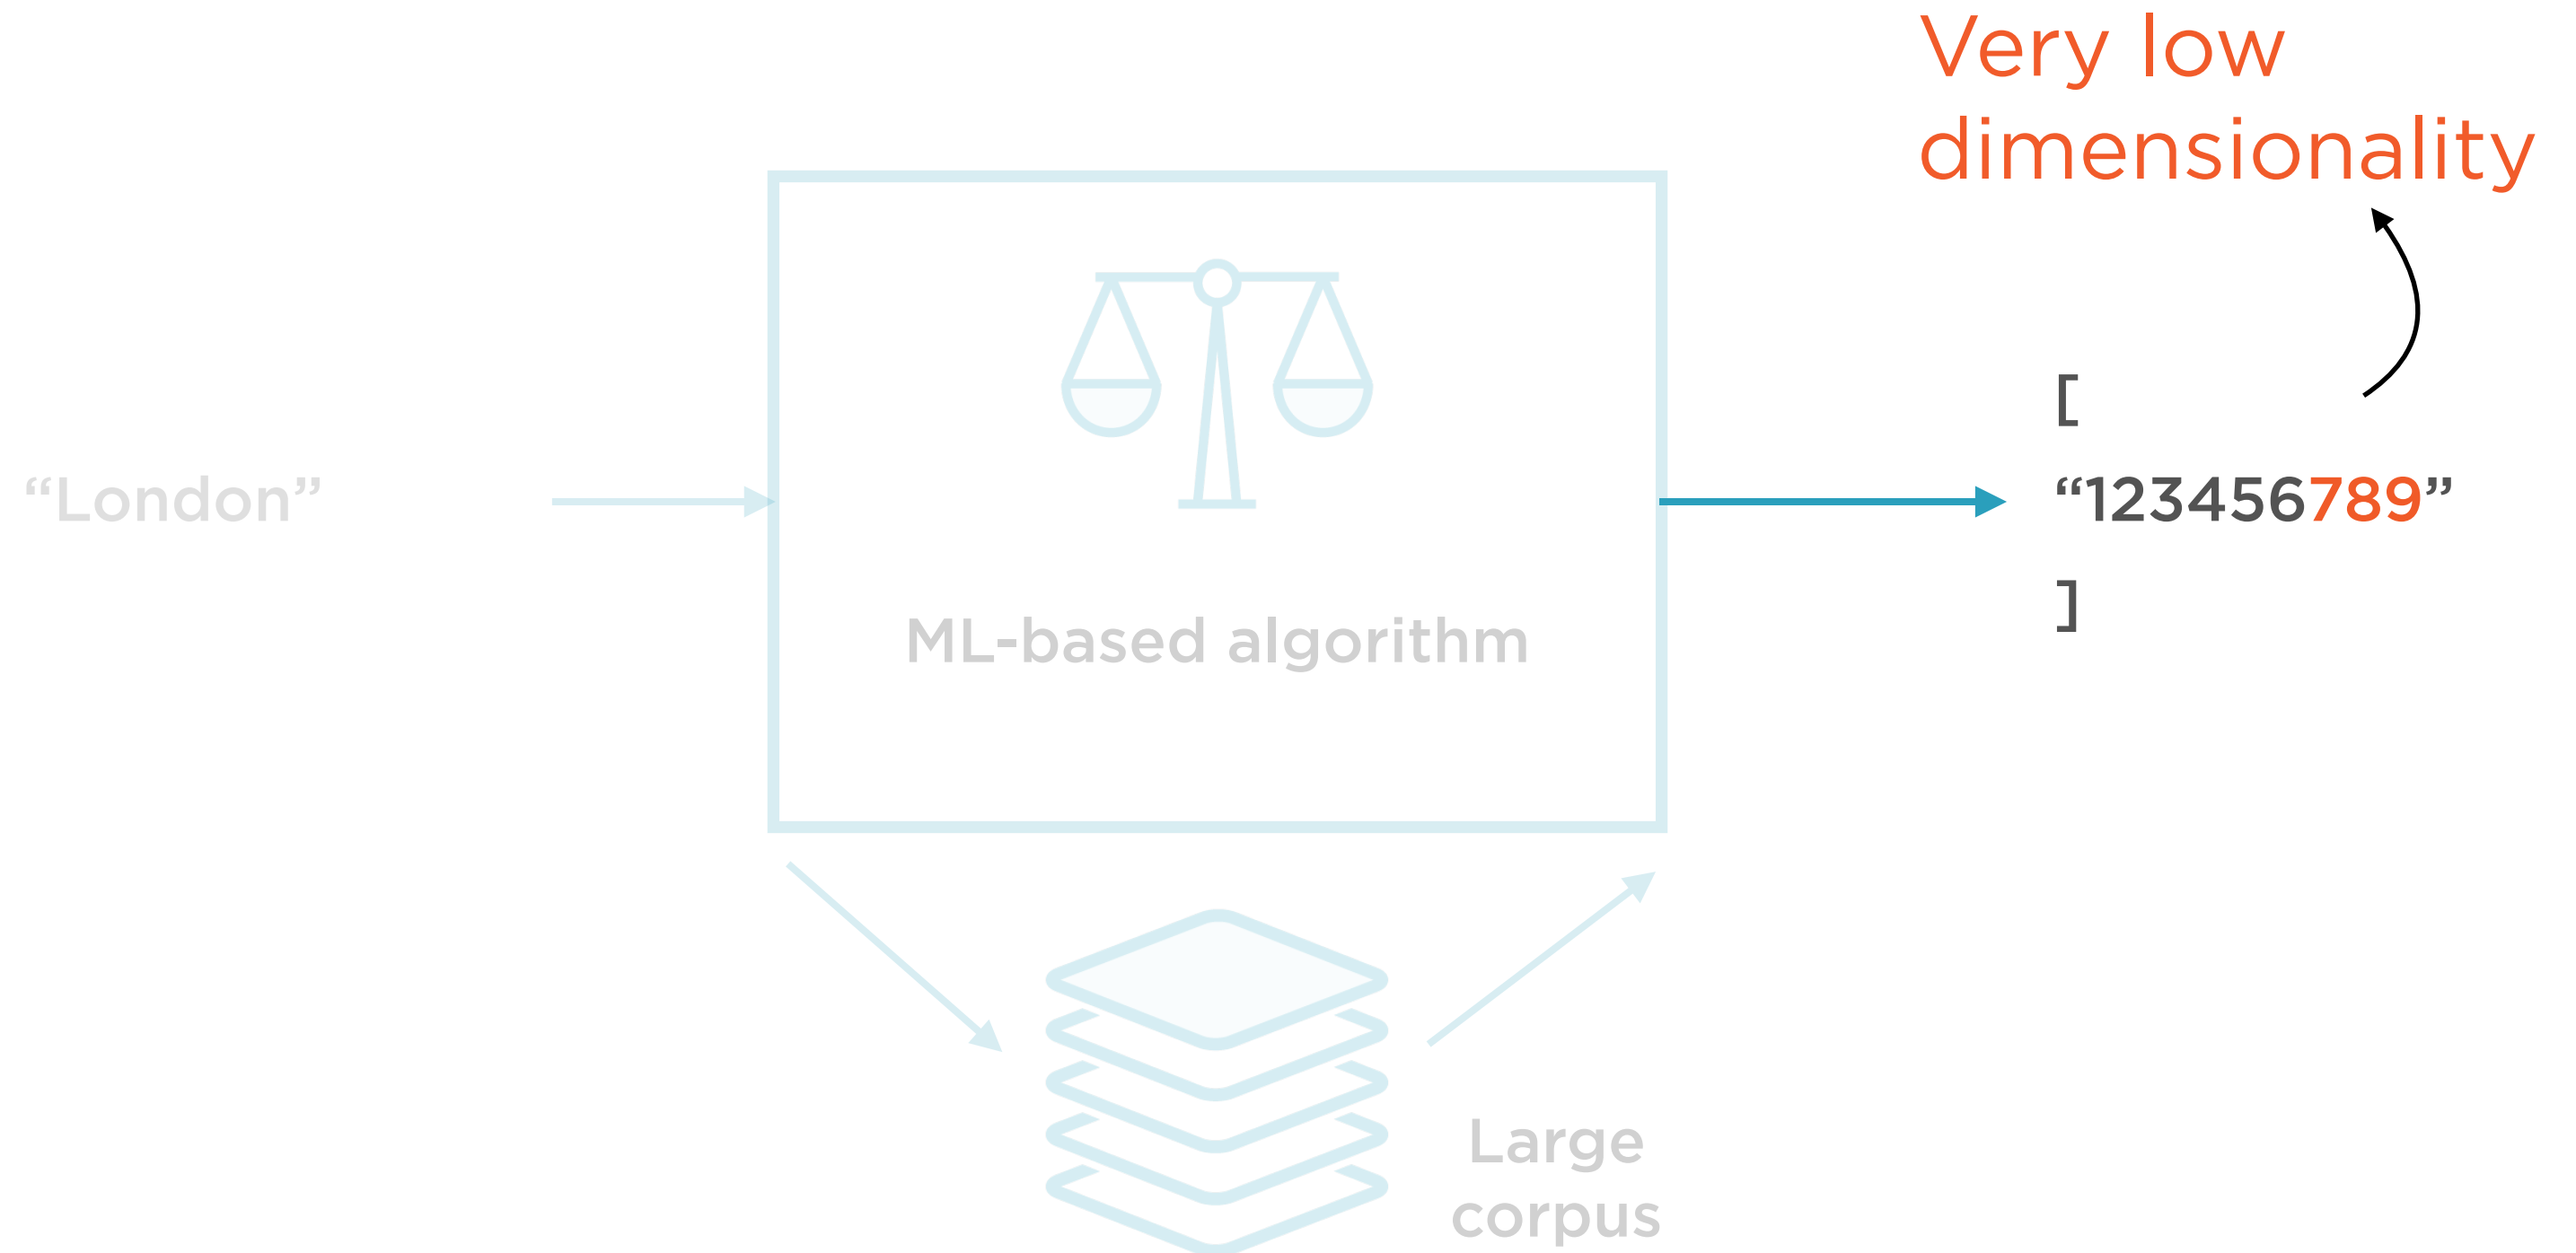 Very low
dimensionality
“London”
ML-based algorithm
[
“123456789”
]
Large
corpus